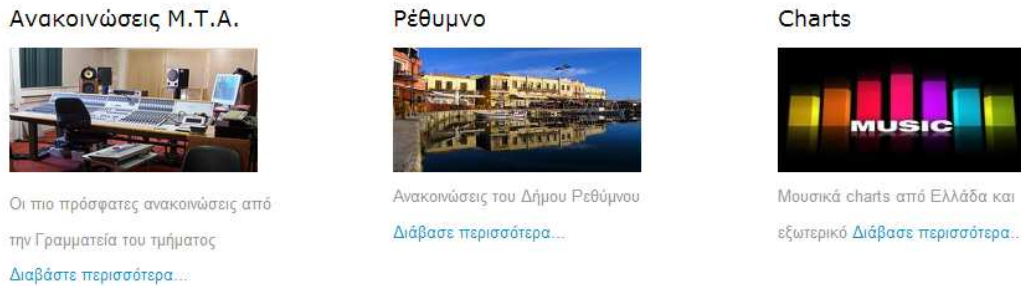 Ανακοινώσεις Μ.Τ.Α.
Οι πιο πρόσφατες ανακοινώσεις από
την Γραμματεία του τμήματος
Διαβάστε περισσότερα...
Ρέθυμνο
Ανακοινώσεις του Δήμου Ρεθύμνου
Διάβασε περισσότερα...
Charts
MUSIC
Μουσικά charts από Ελλάδα και
εξωτερικό Διάβασε περισσότερα..